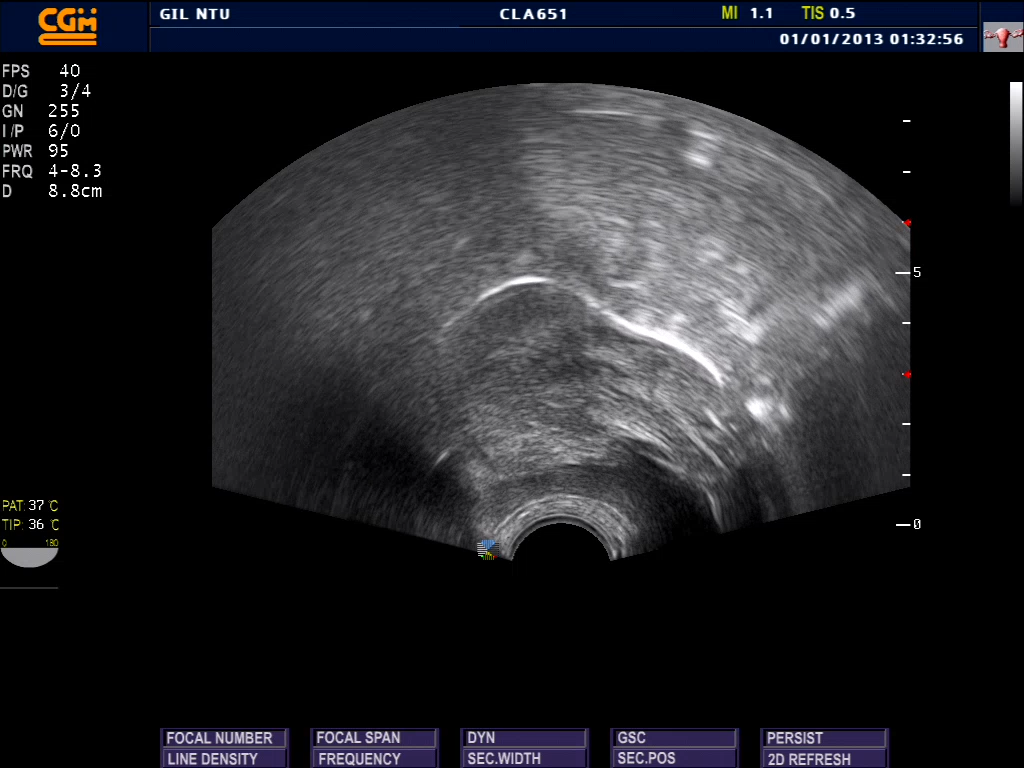 CGM
GIL NTU CLA651 MI 1.1 TIS 0.5
01/01/2013 01:32:56
FPS 40
D/G 3/4
GN 255
I/P 6/0
PWR 95
FRQ 4-8.3
D 8.8cm
5
PAT: 37 °C
TIP: 36 °C
0 180
0
FOCAL NUMBER FOCAL SPAN DYN GSC PERSIST
LINE DENSITY FREQUENCY SEC.WIDTH SEC.POS 2D REFRESH